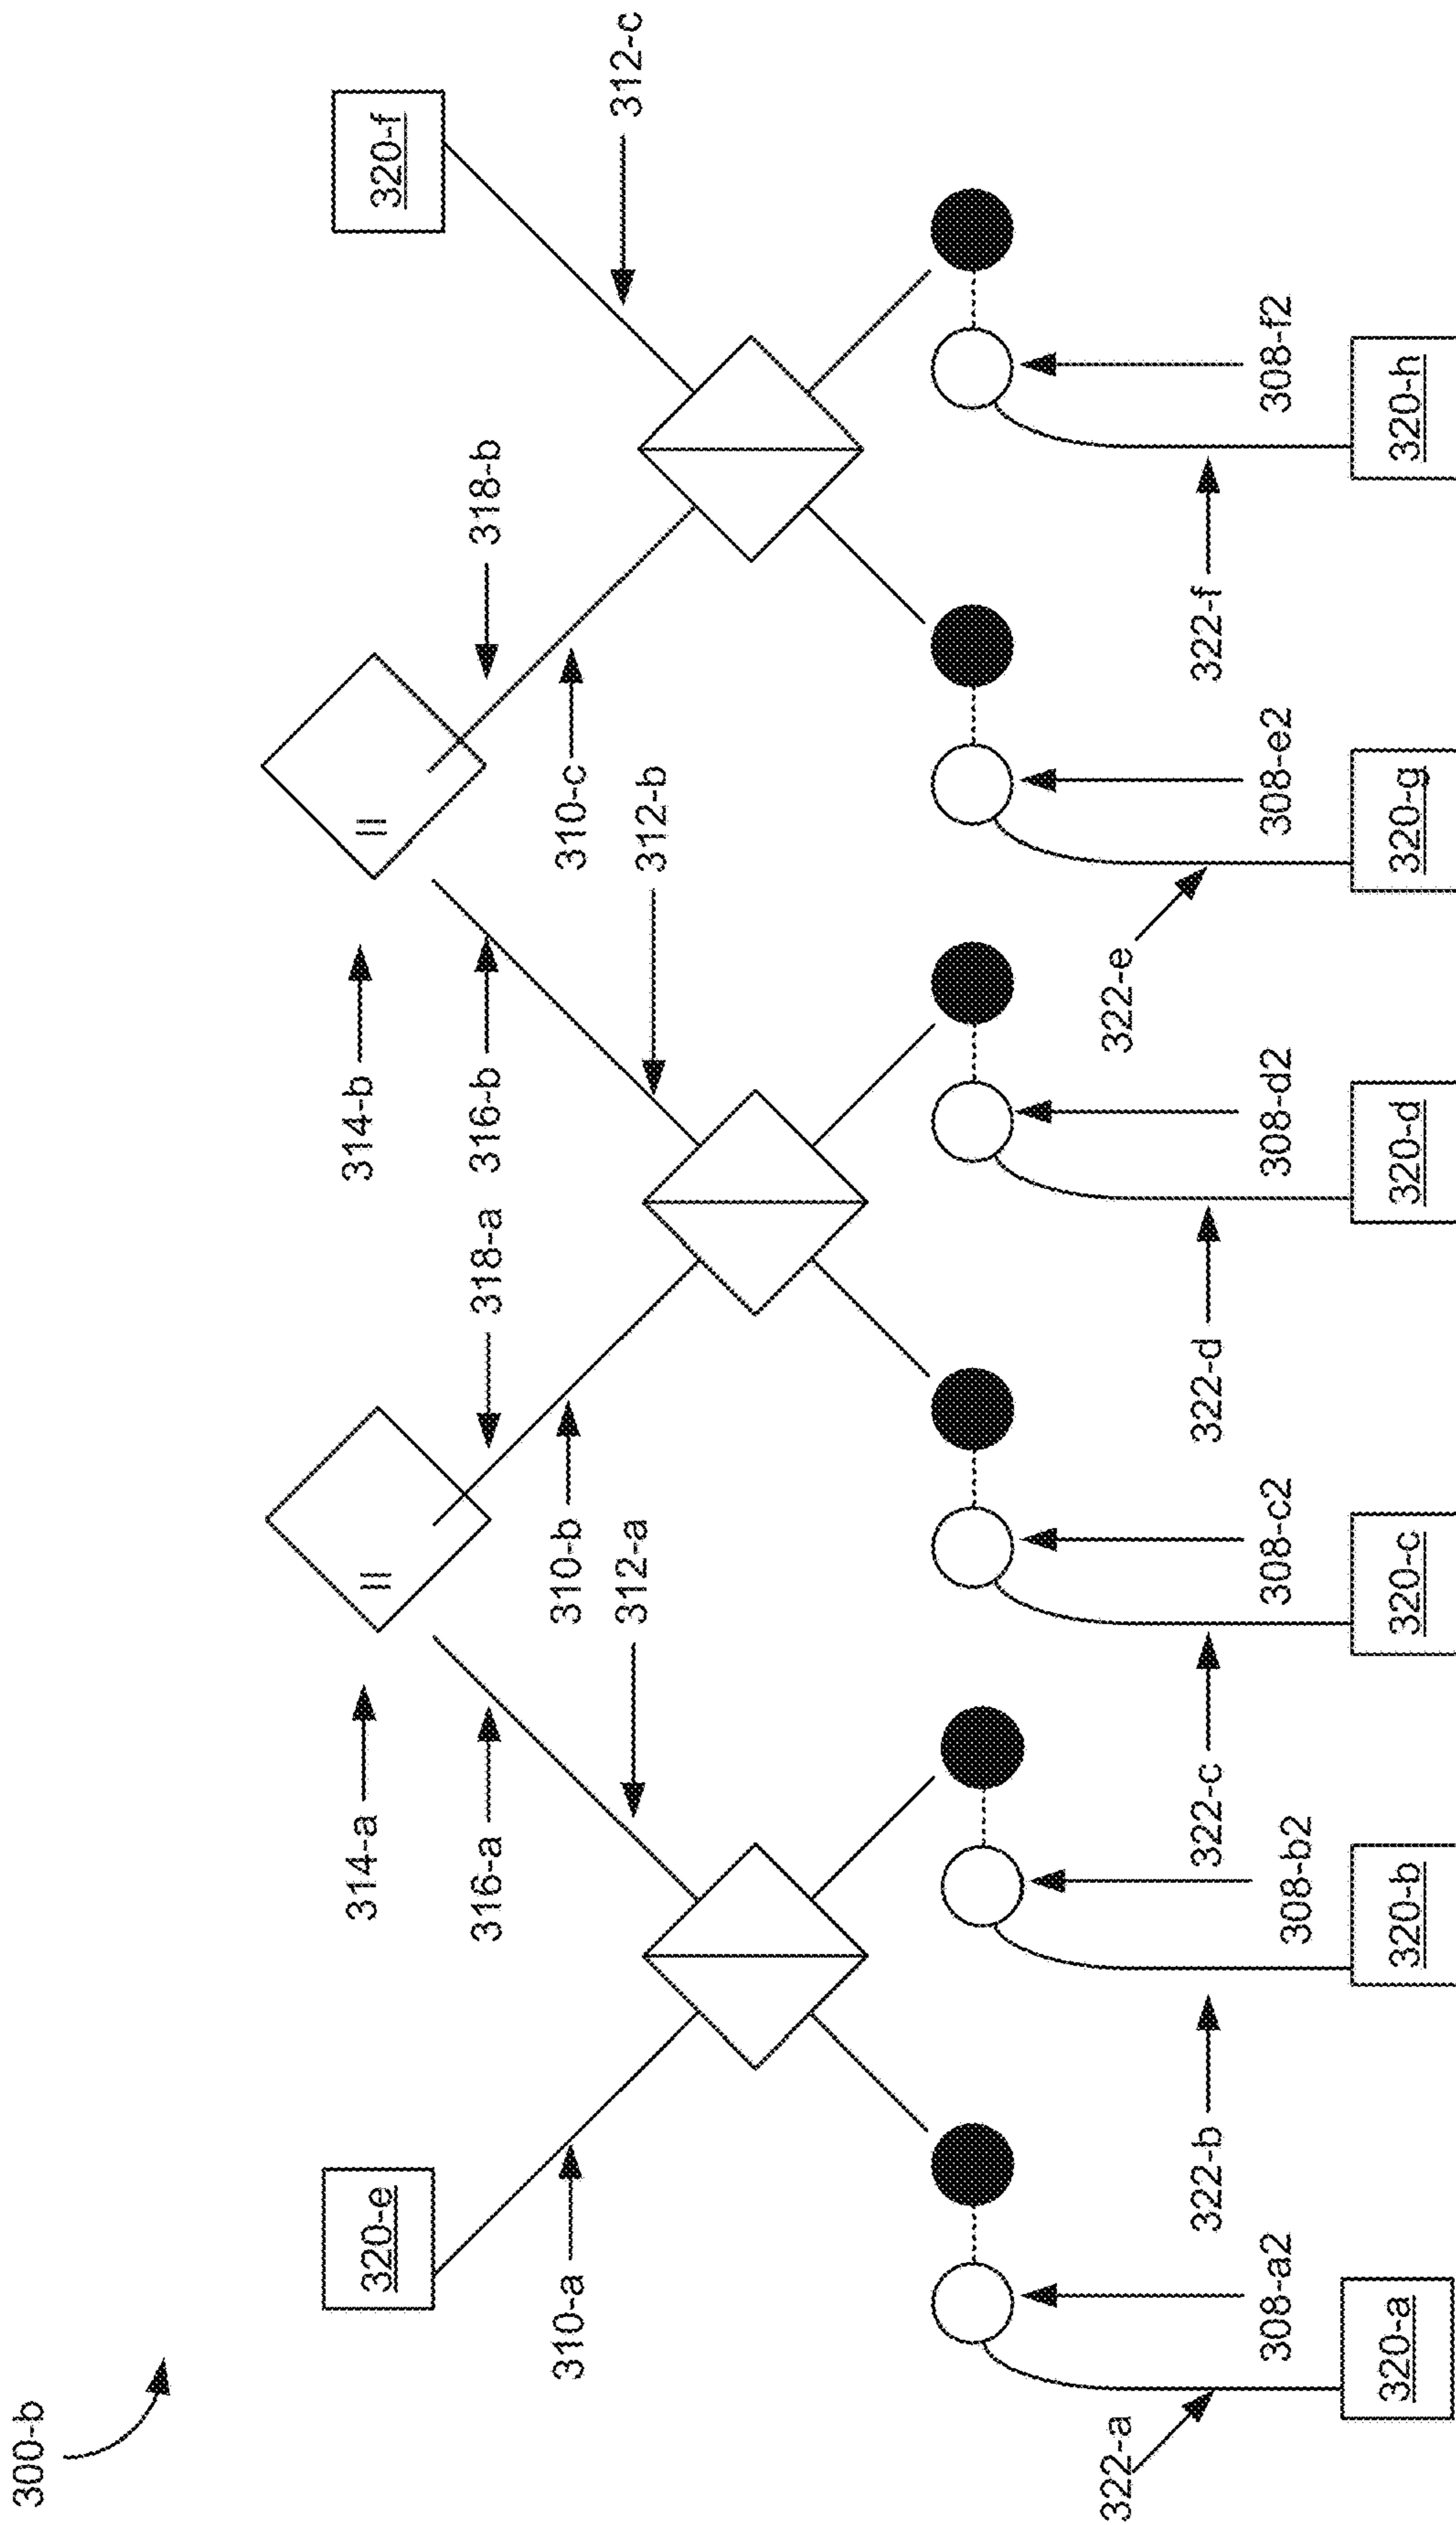 300-b
320-e
320-f
312-c
314-a
314-b
316-a
318-a
316-b
318-b
310-a
310-b
310-c
312-a
312-b
322-a
322-b
322-c
322-d
322-e
322-f
308-a2
308-b2
308-c2
308-d2
308-e2
308-f2
320-a
320-b
320-c
320-d
320-g
320-h